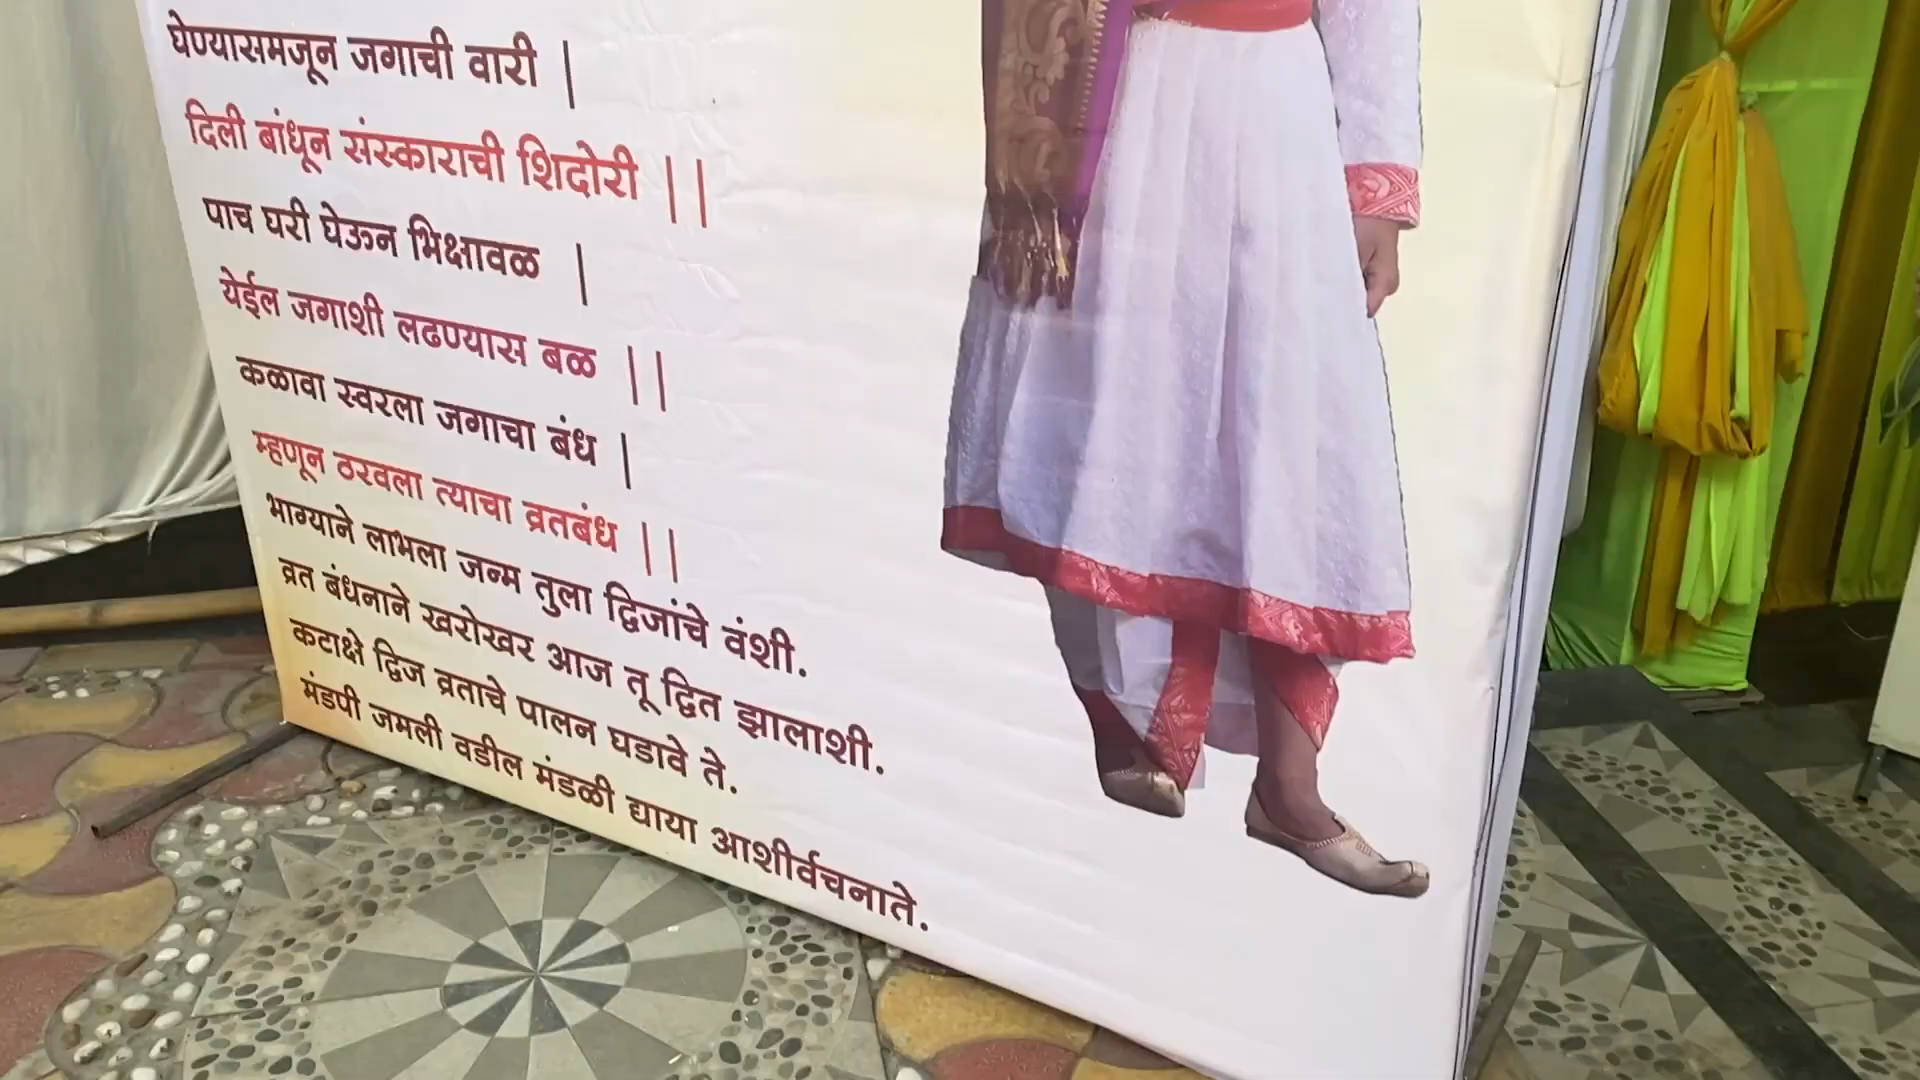 घेण्यासमजून जगाची वारी |
दिली बांधून संस्काराची शिदोरी ||
पाच घरी घेऊन भिक्षावळ |
येईल जगाशी लढण्यास बळ ||
कळावा स्वरला जगाचा बंध |
म्हणून ठरवला त्याचा व्रतबंध ||
भाग्याने लाभला जन्म तुला द्विजांचे वंशी.
व्रत बंधनाने खरोखर आज तू द्वित झालाशी.
कटाक्षे द्विज व्रताचे पालन घडावे ते.
मंडपी जमली वडील मंडळी द्याया आशीर्वचनाते.